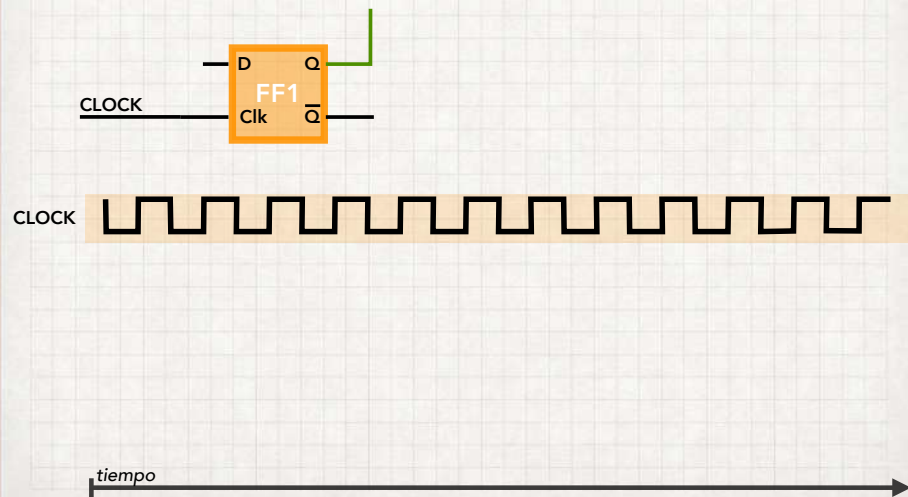 D Q
FF1
CLOCK
Clk Q̅
CLOCK
tiempo